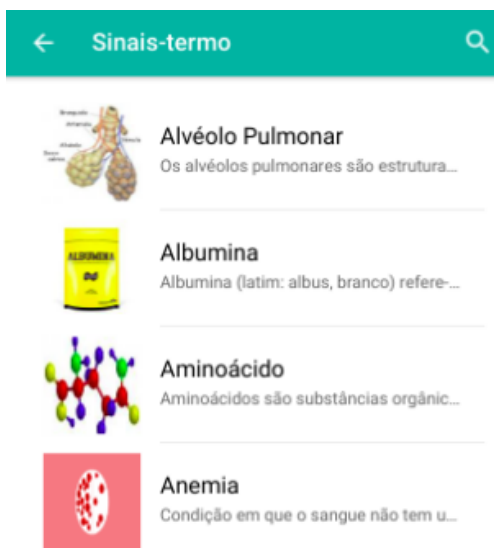 Sinais-termo
Alvéolo Pulmonar
Os alvéolos pulmonares são estrutura...
Albumina
Albumina (latim: albus, branco) refere-...
ALBUMINA
Aminoácido
Aminoácidos são substâncias orgânic...
Anemia
Condição em que o sangue não tem u...